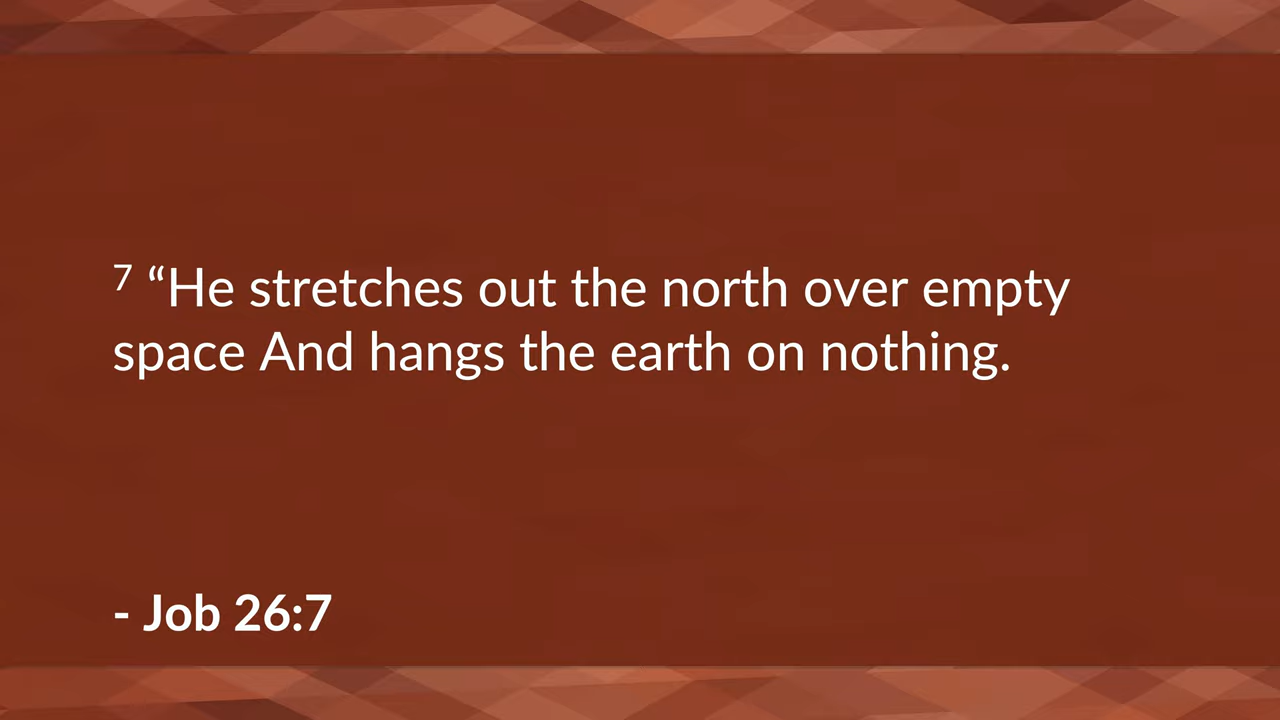 7 “He stretches out the north over empty
space And hangs the earth on nothing.
- Job 26:7